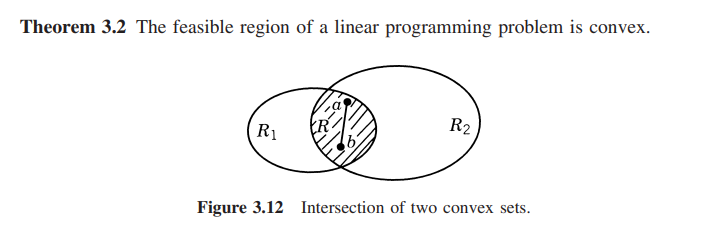 Theorem 3.2 The feasible region of a linear programming problem is convex.
a
R₁
R
R₂
b
Figure 3.12 Intersection of two convex sets.